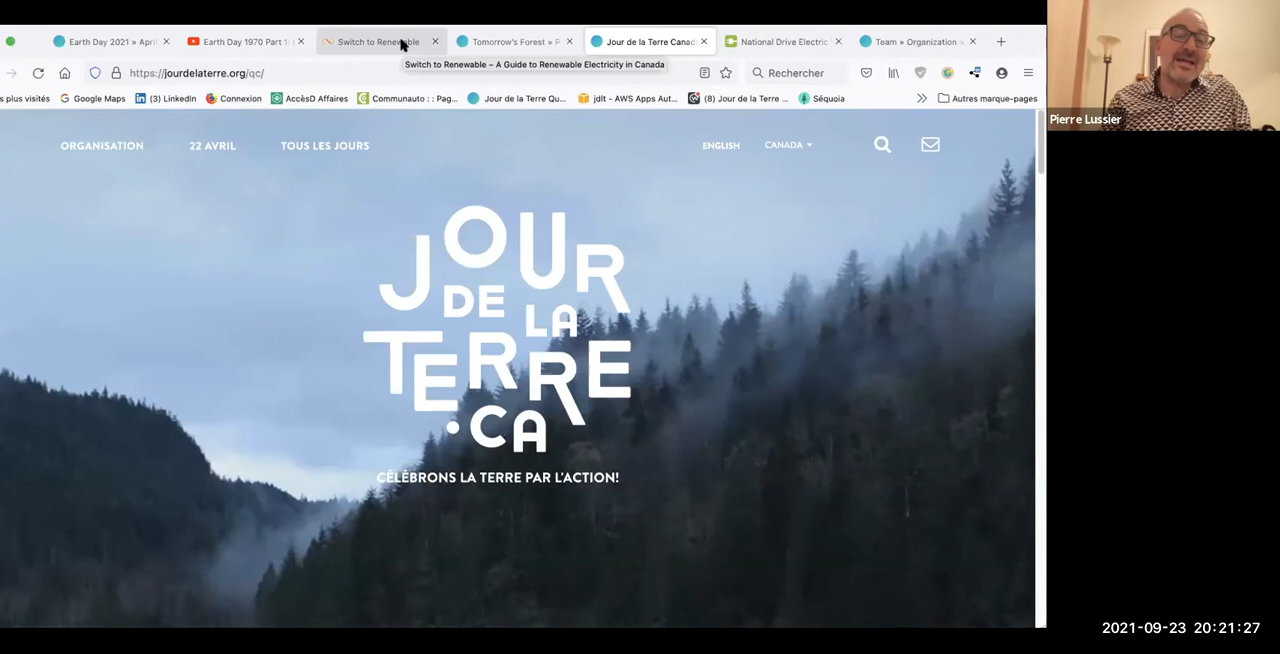 Earth Day 2021 » Apri
Earth Day 1970 Part 1:
Switch to Renewable
Tomorrow's Forest » P
Jour de la Terre Canad
National Drive Electric
Team » Organization »
Switch to Renewable – A Guide to Renewable Electricity in Canada
https://jourdelaterre.org/qc/
Rechercher
s plus visités
Google Maps
(3) LinkedIn
Connexion
AccèsD Affaires
Communauto : : Pag...
Jour de la Terre Qu...
jdlt - AWS Apps Aut...
(8) Jour de la Terre ...
Séquoia
Autres marque-pages
ORGANISATION
22 AVRIL
TOUS LES JOURS
ENGLISH
CANADA
JOUR
DE LA
TERRE
.CA
CÉLÉBRONS LA TERRE PAR L'ACTION!
Pierre Lussier
2021-09-23 20:21:27